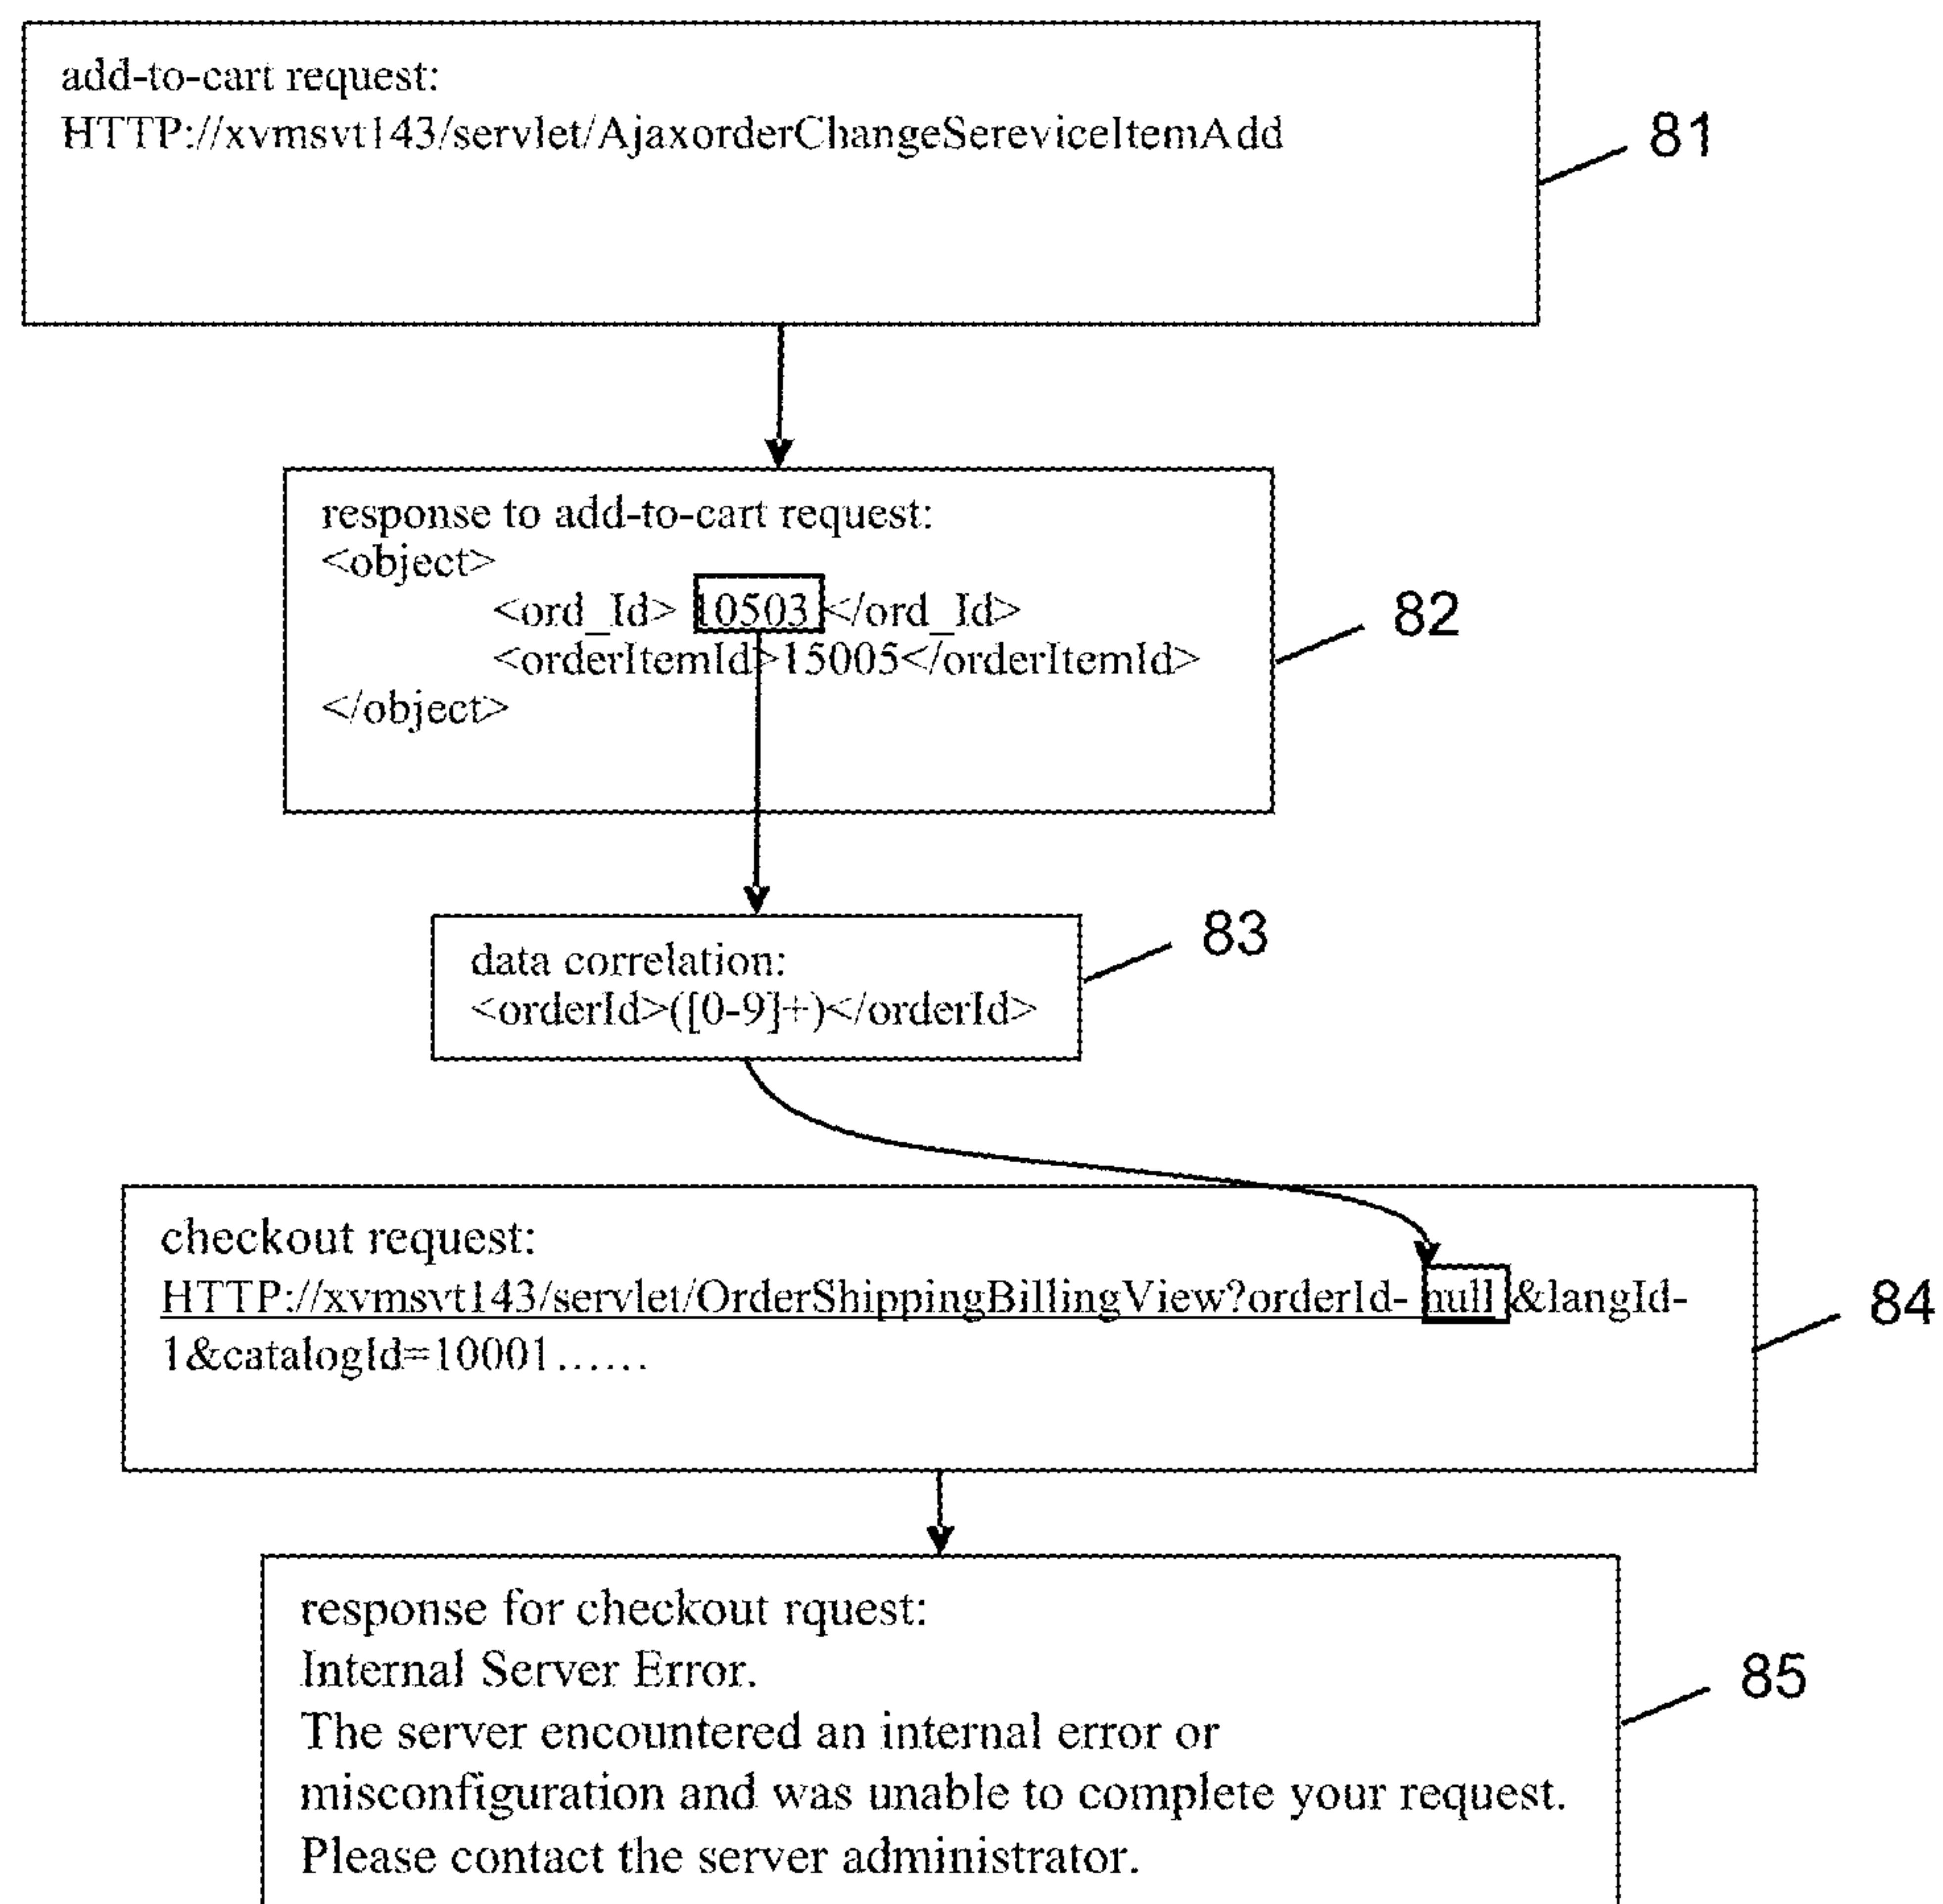 add-to-cart request:
HTTP://xvmsvt143/servlet/AjaxorderChangeSereviceItemAdd
81
response to add-to-cart request:
<object>
<ord_Id> 10503 </ord_Id>
<orderItemId>15005</orderItemId>
</object>
82
data correlation:
<orderId>([0-9]+)</orderId>
83
checkout request:
HTTP://xvmsvt143/servlet/OrderShippingBillingView?orderId- null &langId-
1&catalogId=10001……
84
response for checkout rquest:
Internal Server Error.
The server encountered an internal error or
misconfiguration and was unable to complete your request.
Please contact the server administrator.
85